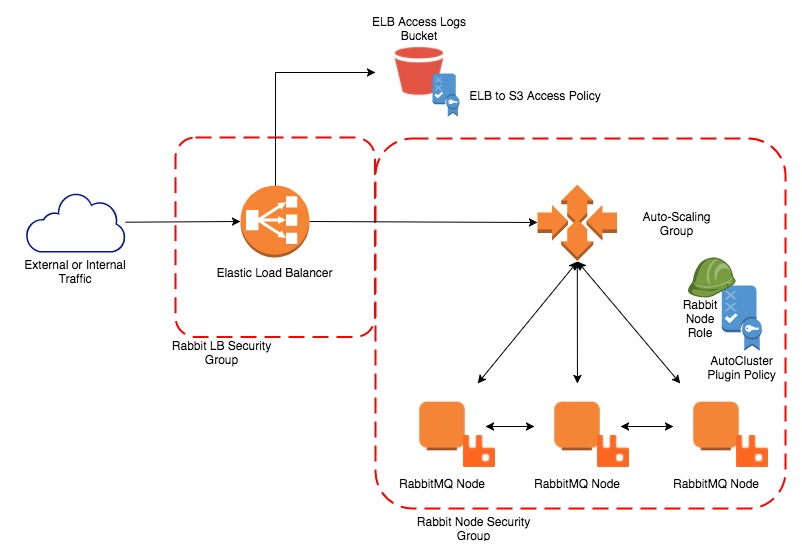 ELB Access Logs
Bucket
ELB to S3 Access Policy
External or Internal
Traffic
Elastic Load Balancer
Auto-Scaling
Group
Rabbit
Node
Role
AutoCluster
Plugin Policy
Rabbit LB Security
Group
RabbitMQ Node
RabbitMQ Node
RabbitMQ Node
Rabbit Node Security
Group